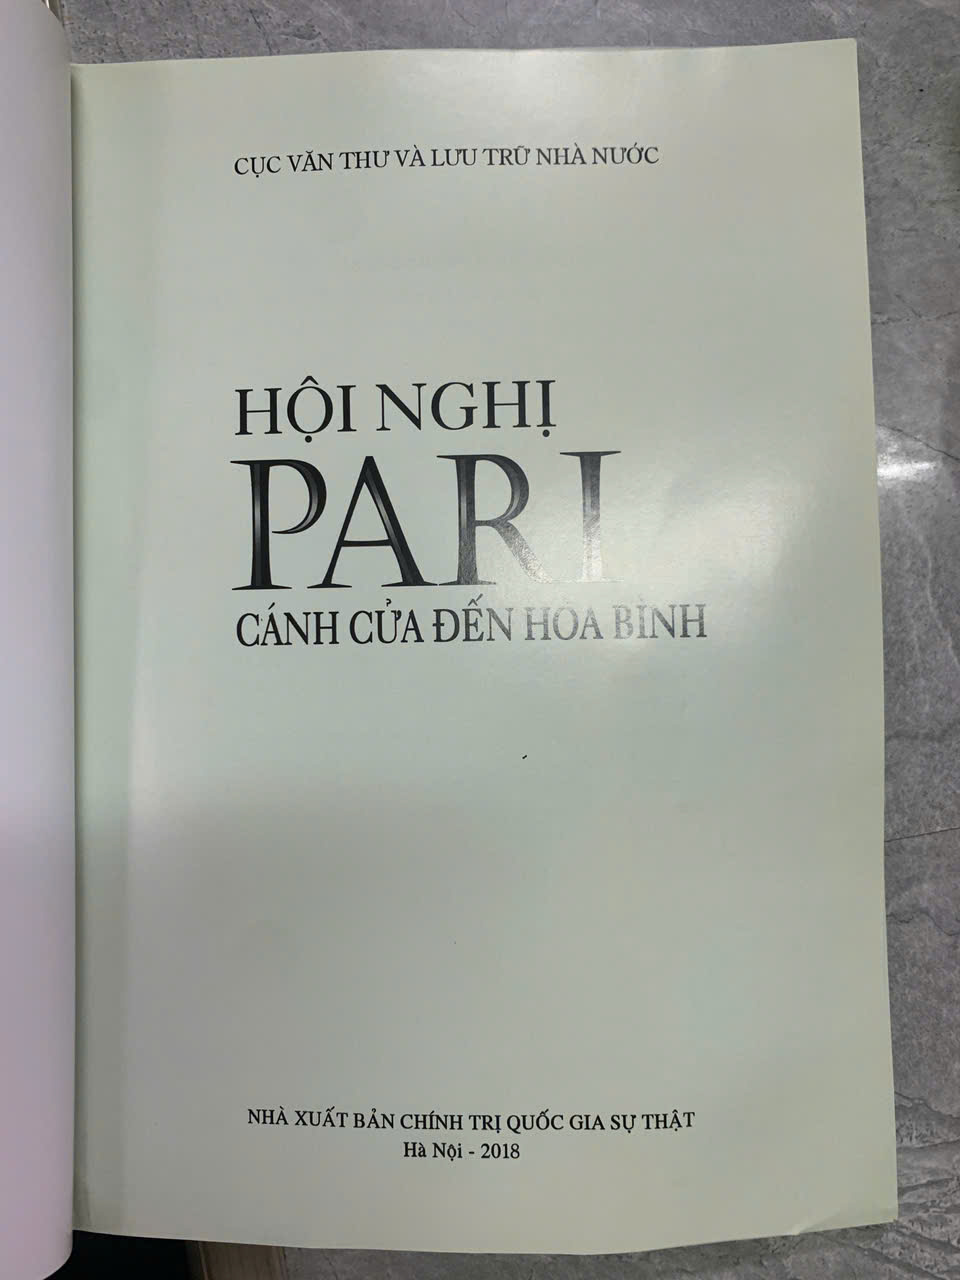 CỤC VĂN THƯ VÀ LƯU TRỮ NHÀ NƯỚC
HỘI NGHỊ
PARI
CÁNH CỬA ĐẾN HÒA BÌNH
NHÀ XUẤT BẢN CHÍNH TRỊ QUỐC GIA SỰ THẬT
Hà Nội - 2018